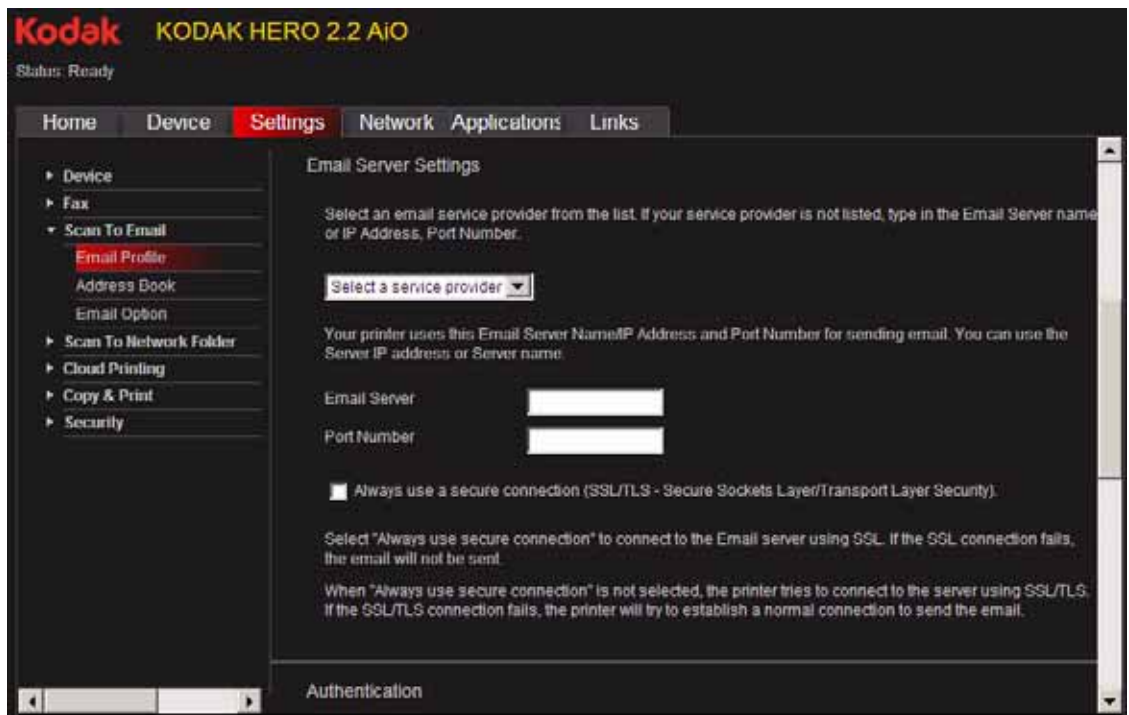 Kodak KODAK HERO 2.2 AiO
Status: Ready
Home Device Settings Network Applications Links
Device
Fax
Scan To Email
Email Profile
Address Book
Email Option
Scan To Network Folder
Cloud Printing
Copy & Print
Security
Email Server Settings
Select an email service provider from the list. If your service provider is not listed, type in the Email Server name
or IP Address, Port Number.
Select a service provider
Your printer uses this Email Server Name/IP Address and Port Number for sending email. You can use the
Server IP address or Server name.
Email Server
Port Number
Always use a secure connection (SSL/TLS - Secure Sockets Layer/Transport Layer Security).
Select "Always use secure connection" to connect to the Email server using SSL. If the SSL connection fails,
the email will not be sent.
When "Always use secure connection" is not selected, the printer tries to connect to the server using SSL/TLS.
If the SSL/TLS connection fails, the printer will try to establish a normal connection to send the email.
Authentication